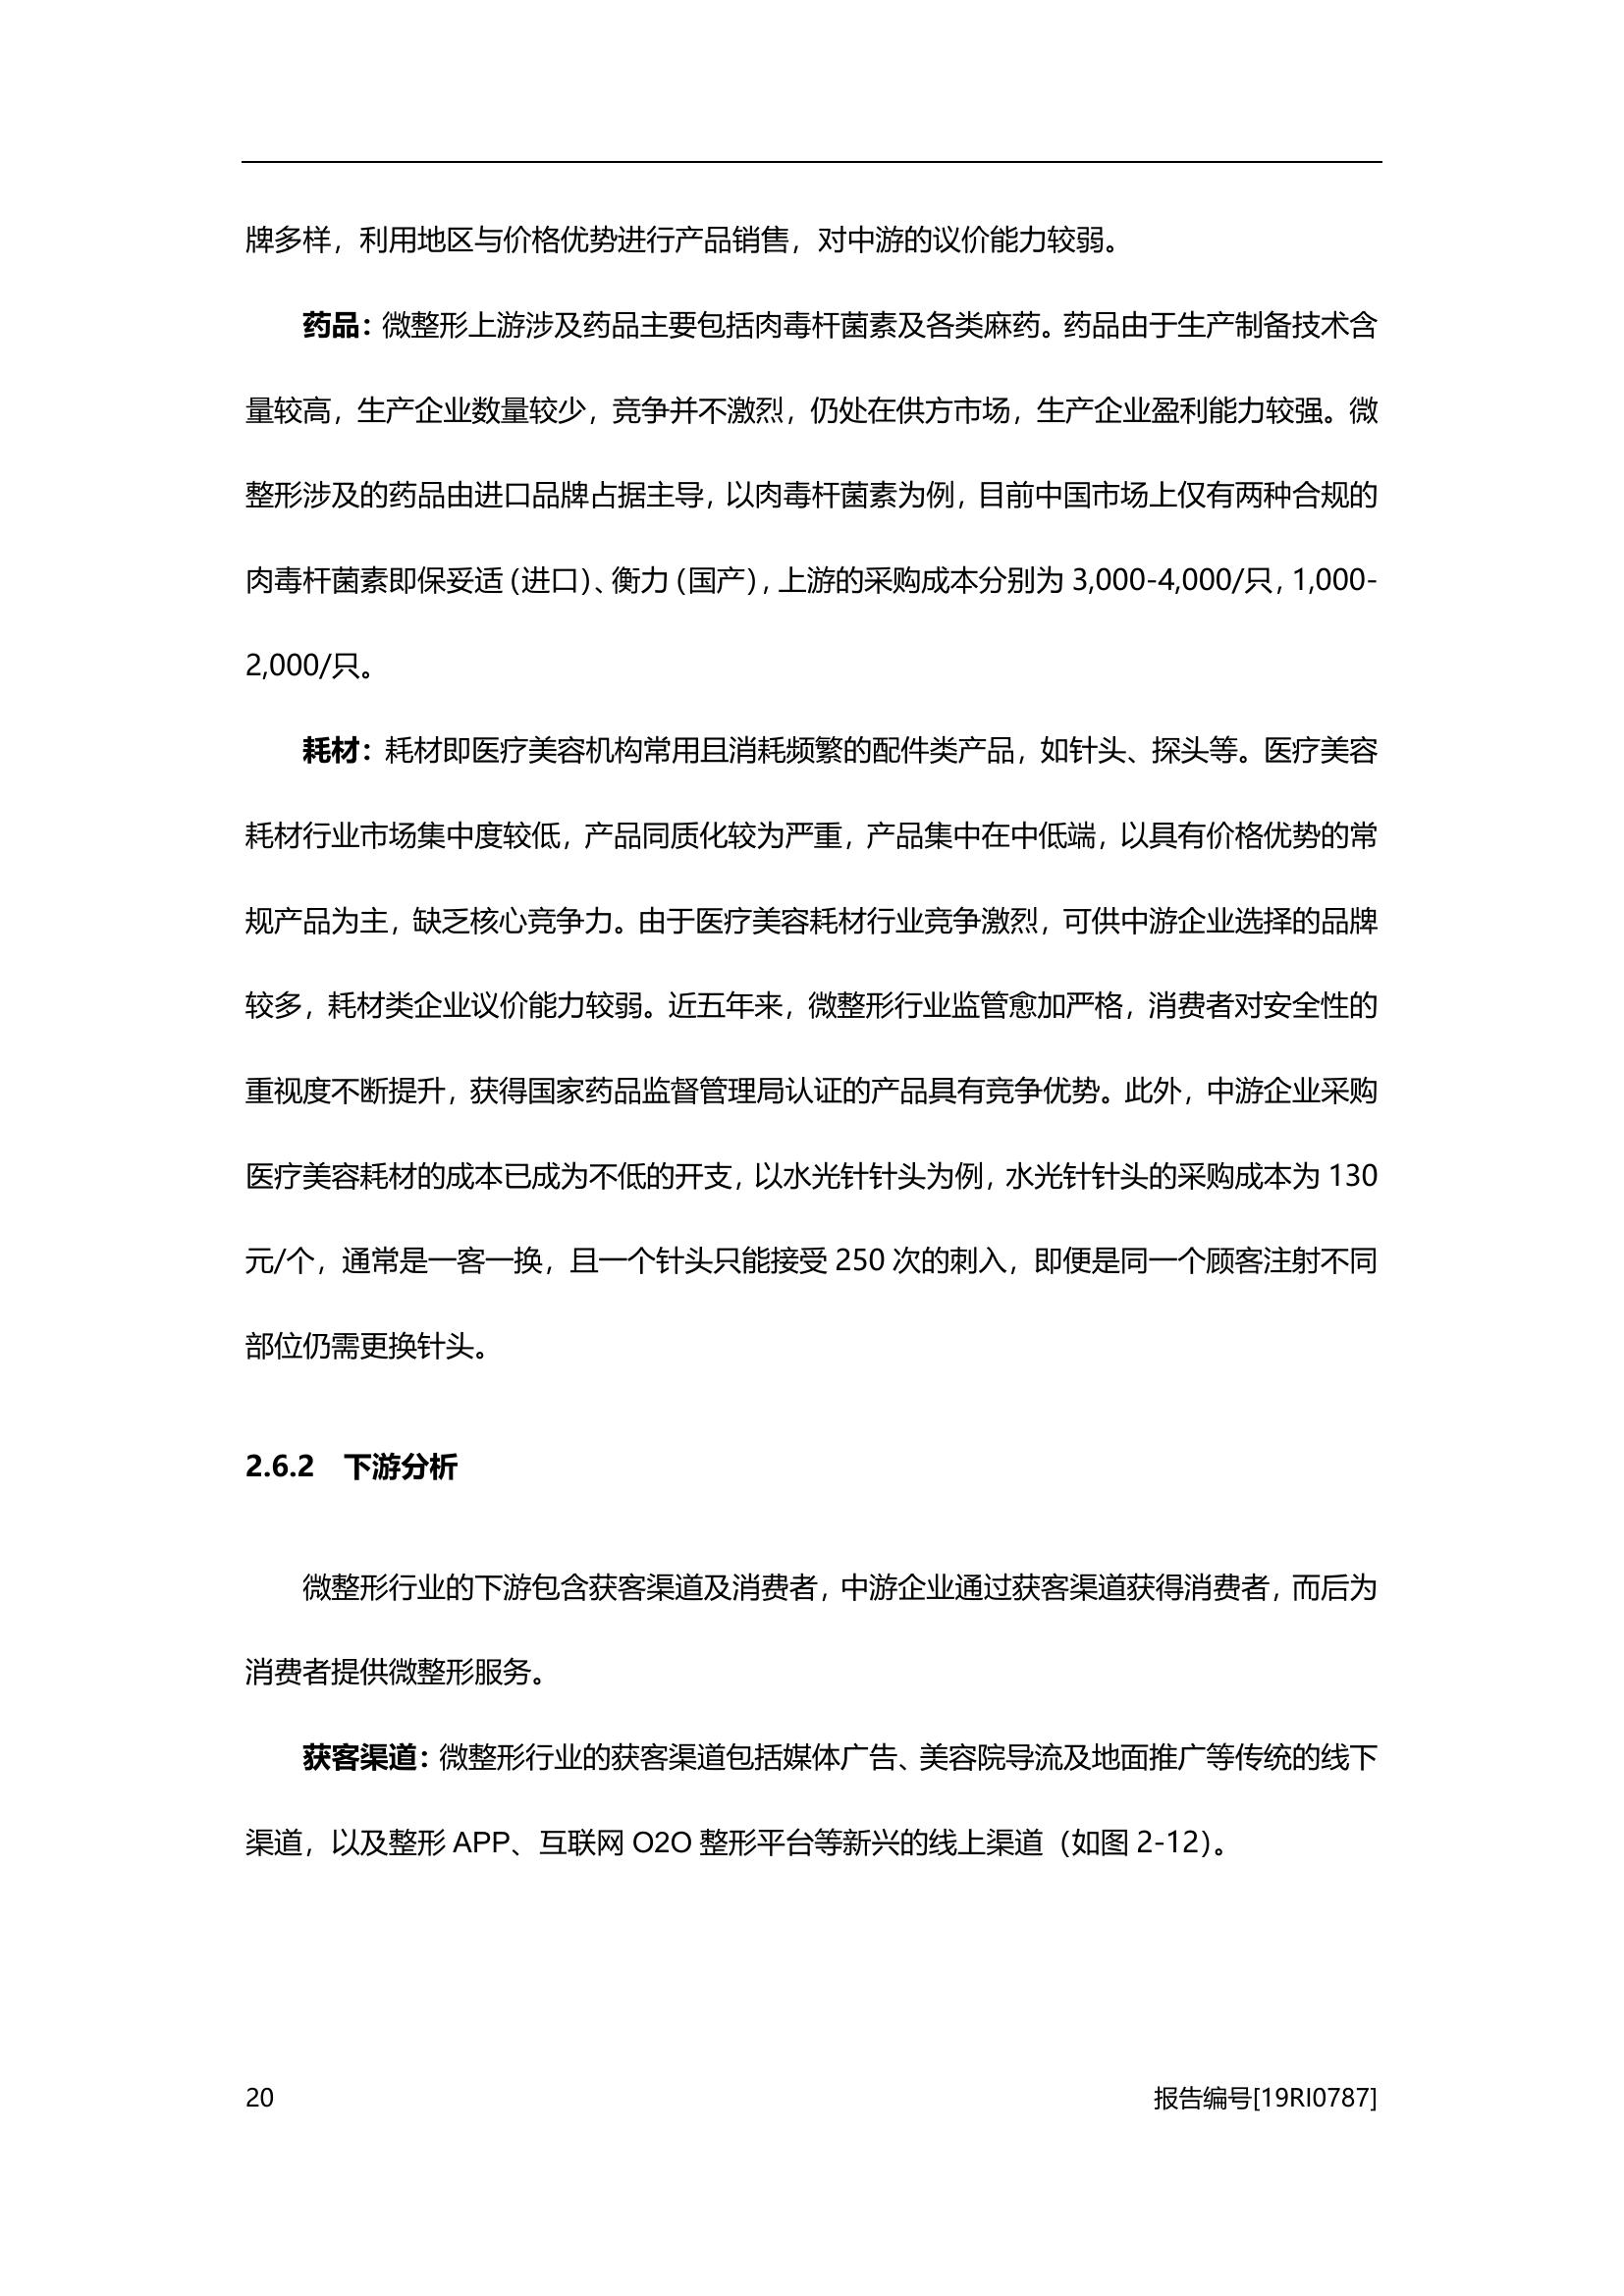 牌多样，利用地区与价格优势进行产品销售，对中游的议价能力较弱。
药品：微整形上游涉及药品主要包括肉毒杆菌素及各类麻药。药品由于生产制备技术含
量较高，生产企业数量较少，竞争并不激烈，仍处在供方市场，生产企业盈利能力较强。微
整形涉及的药品由进口品牌占据主导，以肉毒杆菌素为例，目前中国市场上仅有两种合规的
肉毒杆菌素即保妥适（进口）、衡力（国产），上游的采购成本分别为 3,000-4,000/只，1,000-
2,000/只。
耗材：耗材即医疗美容机构常用且消耗频繁的配件类产品，如针头、探头等。医疗美容
耗材行业市场集中度较低，产品同质化较为严重，产品集中在中低端，以具有价格优势的常
规产品为主，缺乏核心竞争力。由于医疗美容耗材行业竞争激烈，可供中游企业选择的品牌
较多，耗材类企业议价能力较弱。近五年来，微整形行业监管愈加严格，消费者对安全性的
重视度不断提升，获得国家药品监督管理局认证的产品具有竞争优势。此外，中游企业采购
医疗美容耗材的成本已成为不低的开支，以水光针针头为例，水光针针头的采购成本为 130
元/个，通常是一客一换，且一个针头只能接受 250 次的刺入，即便是同一个顾客注射不同
部位仍需更换针头。
2.6.2 下游分析
微整形行业的下游包含获客渠道及消费者，中游企业通过获客渠道获得消费者，而后为
消费者提供微整形服务。
获客渠道：微整形行业的获客渠道包括媒体广告、美容院导流及地面推广等传统的线下
渠道，以及整形 APP、互联网 O2O 整形平台等新兴的线上渠道（如图 2-12）。
20 报告编号[19RI0787]